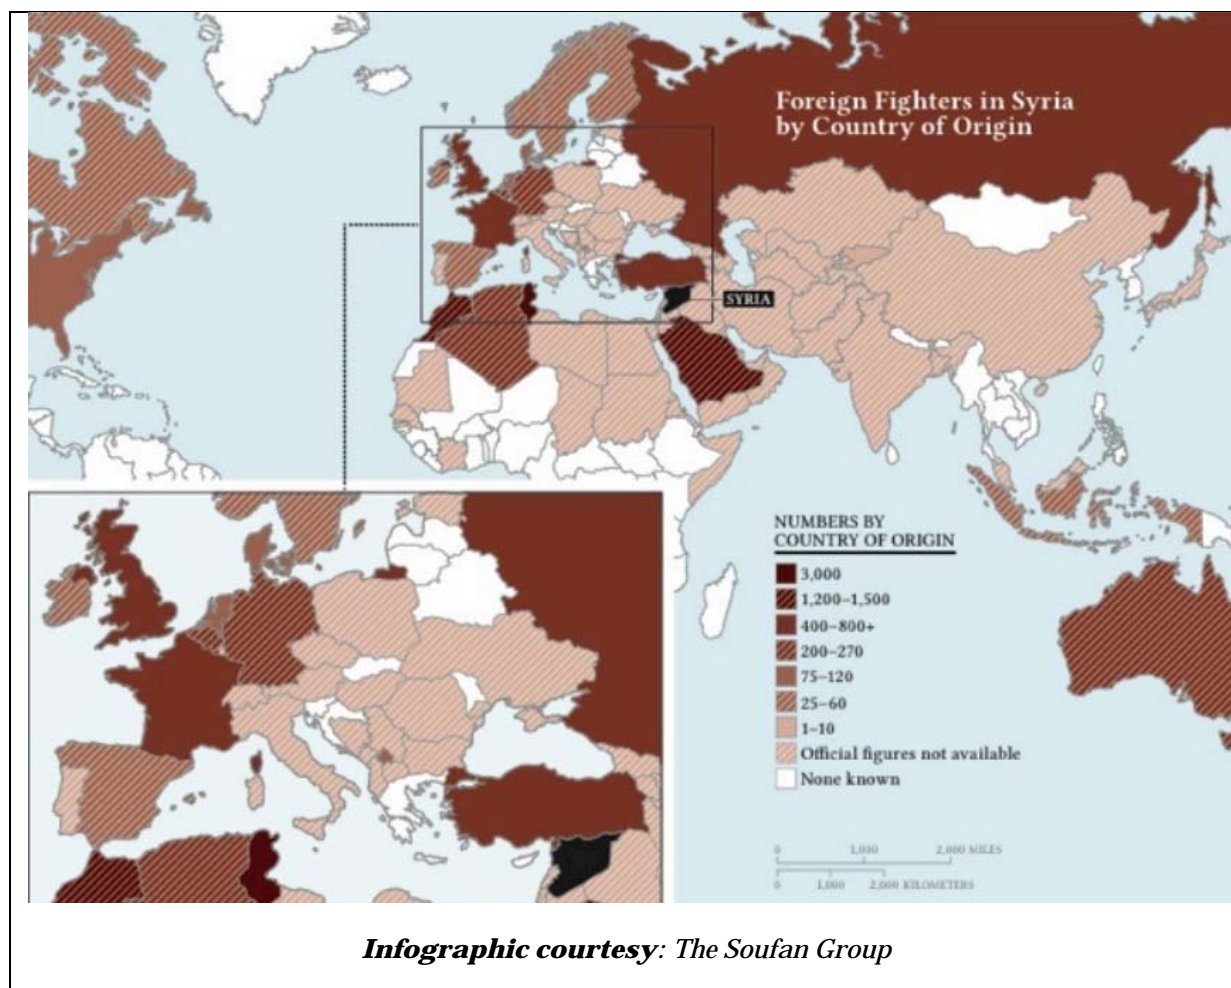 Foreign Fighters in Syria
by Country of Origin
SYRIA
NUMBERS BY
COUNTRY OF ORIGIN
3,000
1,200–1,500
400–800+
200–270
75–120
25–60
1–10
Official figures not available
None known
0 1,000 2,000 MILES
0 1,000 2,000 KILOMETERS
Infographic courtesy: The Soufan Group